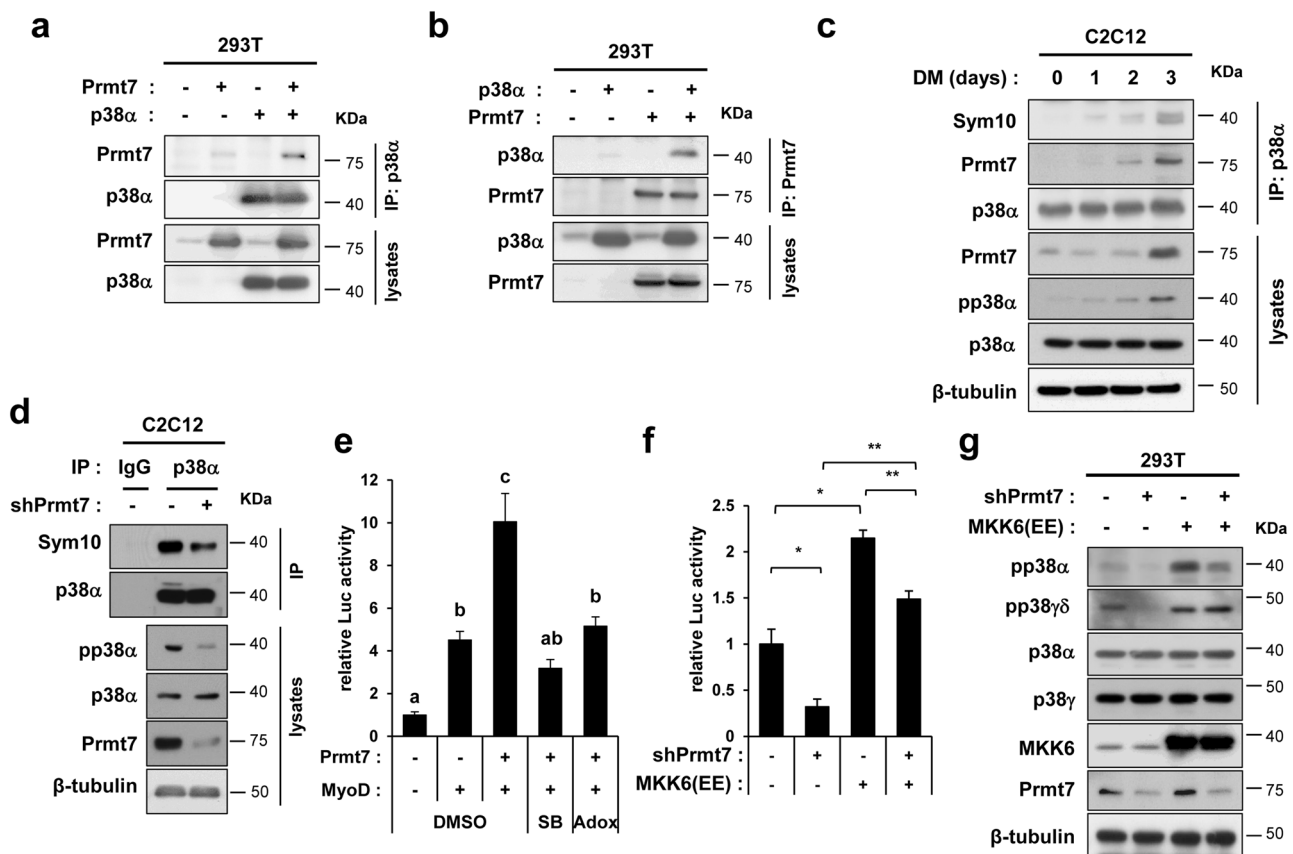 a
293T
Prmt7 : - + - +
p38α : - - + +
KDa
Prmt7
75
p38α
40
IP: p38α
Prmt7
75
p38α
40
lysates
b
293T
p38α : - + - +
Prmt7 : - - + +
KDa
p38α
40
Prmt7
75
IP: Prmt7
p38α
40
Prmt7
75
lysates
c
C2C12
DM (days) : 0 1 2 3
KDa
Sym10
40
Prmt7
75
p38α
40
IP: p38α
Prmt7
75
pp38α
40
p38α
40
β-tubulin
50
lysates
d
C2C12
IP : IgG p38α
shPrmt7 : - - +
KDa
Sym10
40
p38α
40
IP
pp38α
40
p38α
40
Prmt7
75
β-tubulin
50
lysates
e
relative Luc activity
12
10
8
6
4
2
0
a
b
c
ab
b
Prmt7 : - - + + +
MyoD : - + + + +
DMSO SB Adox
f
relative Luc activity
2.5
2
1.5
1
0.5
0
**
**
*
*
shPrmt7 : - + - +
MKK6(EE) : - - + +
g
293T
shPrmt7 : - + - +
MKK6(EE) : - - + +
KDa
pp38α
40
pp38γδ
50
p38α
40
p38γ
50
MKK6
40
Prmt7
75
β-tubulin
50